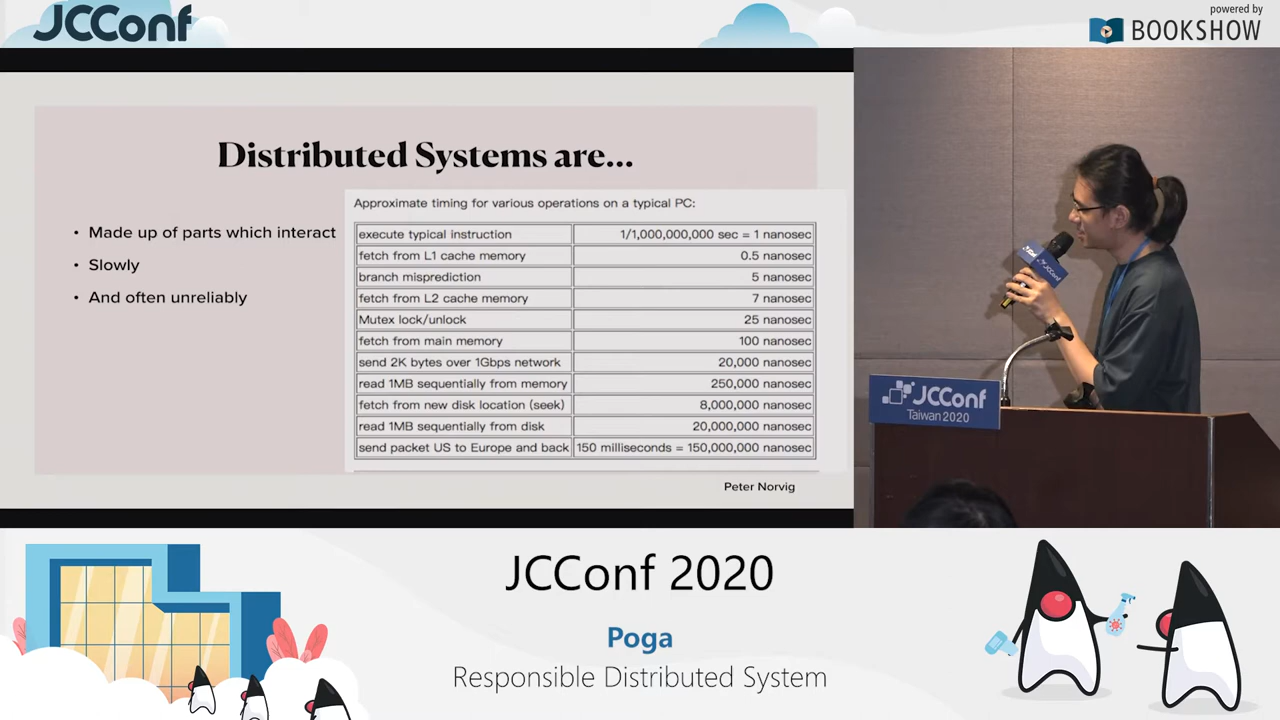 JCConf
powered by
BOOKSHOW
Distributed Systems are...
• Made up of parts which interact
• Slowly
• And often unreliably
Approximate timing for various operations on a typical PC:
execute typical instruction 1/1,000,000,000 sec = 1 nanosec
fetch from L1 cache memory 0.5 nanosec
branch misprediction 5 nanosec
fetch from L2 cache memory 7 nanosec
Mutex lock/unlock 25 nanosec
fetch from main memory 100 nanosec
send 2K bytes over 1Gbps network 20,000 nanosec
read 1MB sequentially from memory 250,000 nanosec
fetch from new disk location (seek) 8,000,000 nanosec
read 1MB sequentially from disk 20,000,000 nanosec
send packet US to Europe and back 150 milliseconds = 150,000,000 nanosec
Peter Norvig
JCConf
Taiwan 2020
JCConf 2020
Poga
Responsible Distributed System